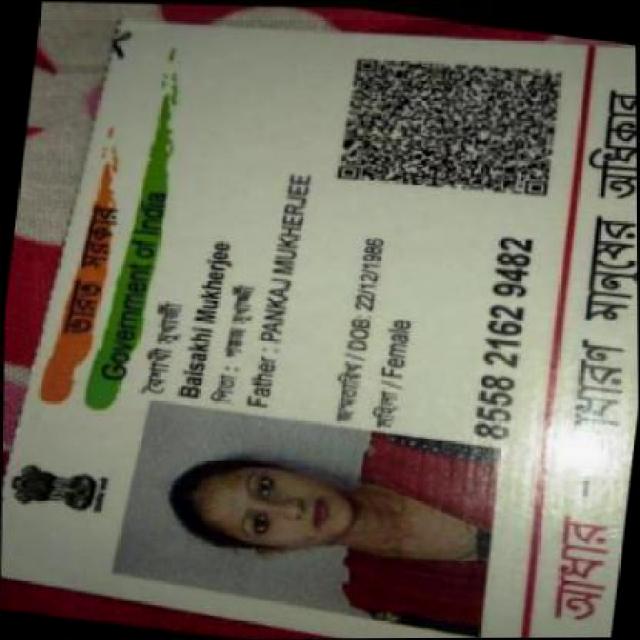 ভারত সরকার
Government of India
বৈশাখী মুখার্জী
Baisakhi Mukherjee
পিতা : পঙ্কজ মুখার্জী
Father : PANKAJ MUKHERJEE
জন্মতারিখ / DOB: 22/12/1986
মহিলা / Female
8558 2162 9482
আধার - সাধারণ মানুষের অধিকার